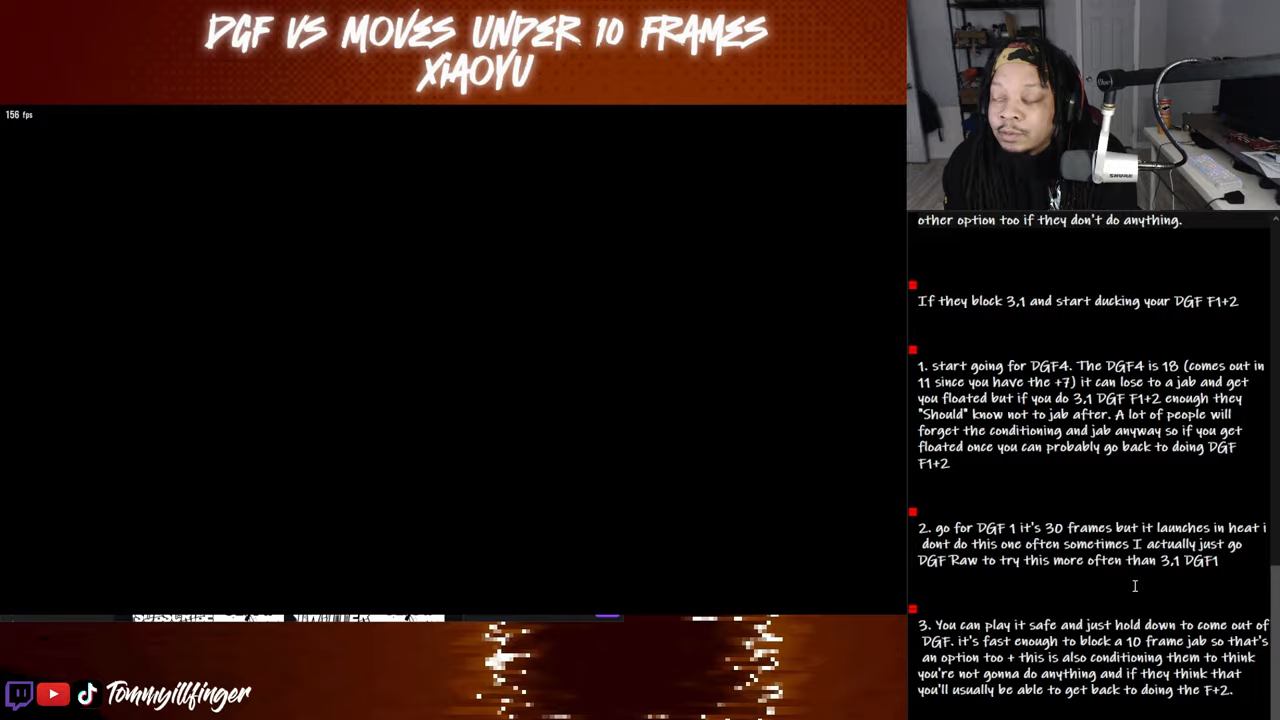 DGF VS MOVES UNDER 10 FRAMES
XIAOYU
156 fps
SHURE
other option too if they don't do anything.
If they block 3,1 and start ducking your DGF F1+2
1. start going for DGF4. The DGF4 is 18 (comes out in
11 since you have the +7) it can lose to a jab and get
you floated but if you do 3,1 DGF F1+2 enough they
"Should" know not to jab after. A lot of people will
forget the conditioning and jab anyway so if you get
floated once you can probably go back to doing DGF
F1+2
2. go for DGF 1 it's 30 frames but it launches in heat i
dont do this one often sometimes I actually just go
DGF Raw to try this more often than 3,1 DGF1
3. You can play it safe and just hold down to come out of
DGF. it's fast enough to block a 10 frame jab so that's
an option too + this is also conditioning them to think
you're not gonna do anything and if they think that
you'll usually be able to get back to doing the F+2.
Tommyillfinger